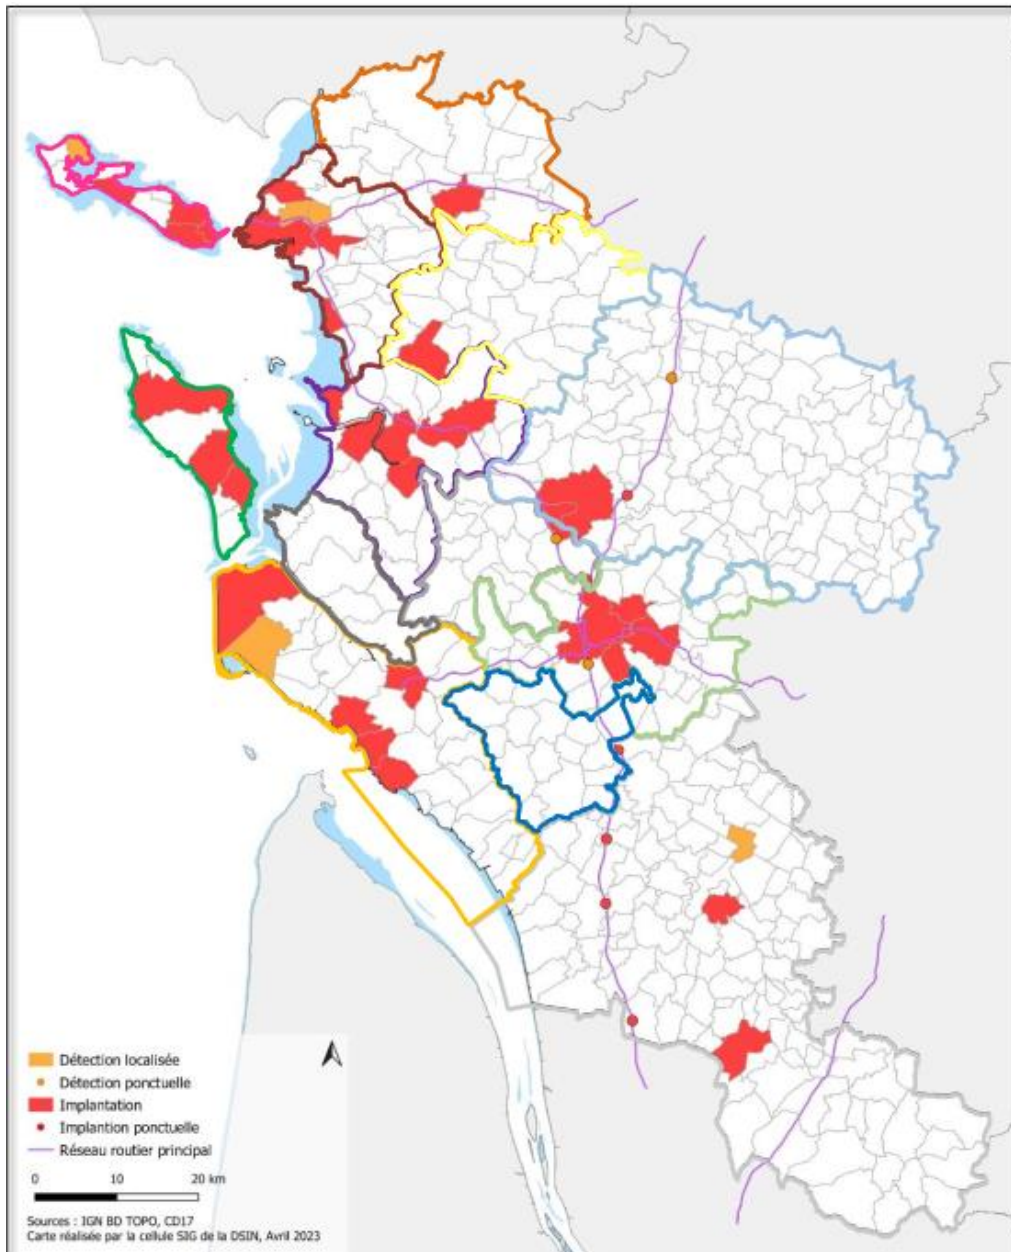 Détection localisée
Détection ponctuelle
Implantation
Implantion ponctuelle
Réseau routier principal
0 10 20 km
Sources : IGN BD TOPO, CD17
Carte réalisée par la cellule SIG de la DSIN, Avril 2023